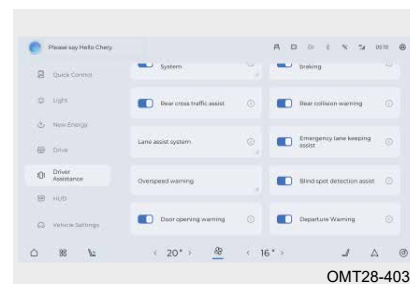 Please say Hello Chery.
Quick Control
System
braking
Light
Rear cross traffic assist
Rear collision warning
New Energy
Lane assist system
Emergency lane keeping
assist
Drive
Driver
Assistance
Overspeed warning
Blind spot detection assist
HUD
Door opening warning
Departure Warning
Vehicle Settings
< 20° >
< 16° >
OMT28-403